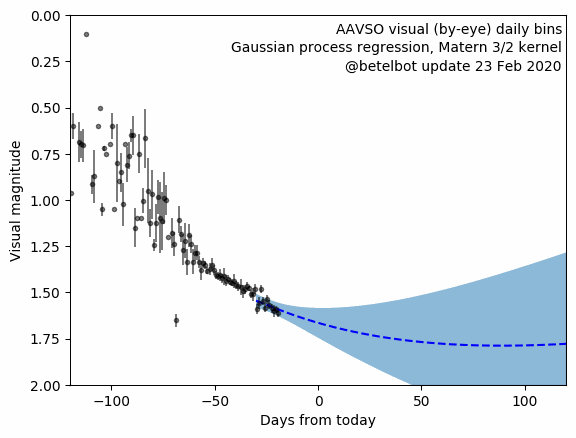 AAVSO visual (by-eye) daily bins
Gaussian process regression, Matern 3/2 kernel
@betelbot update 23 Feb 2020
Visual magnitude
0.00
0.25
0.50
0.75
1.00
1.25
1.50
1.75
2.00
−100
−50
0
50
100
Days from today